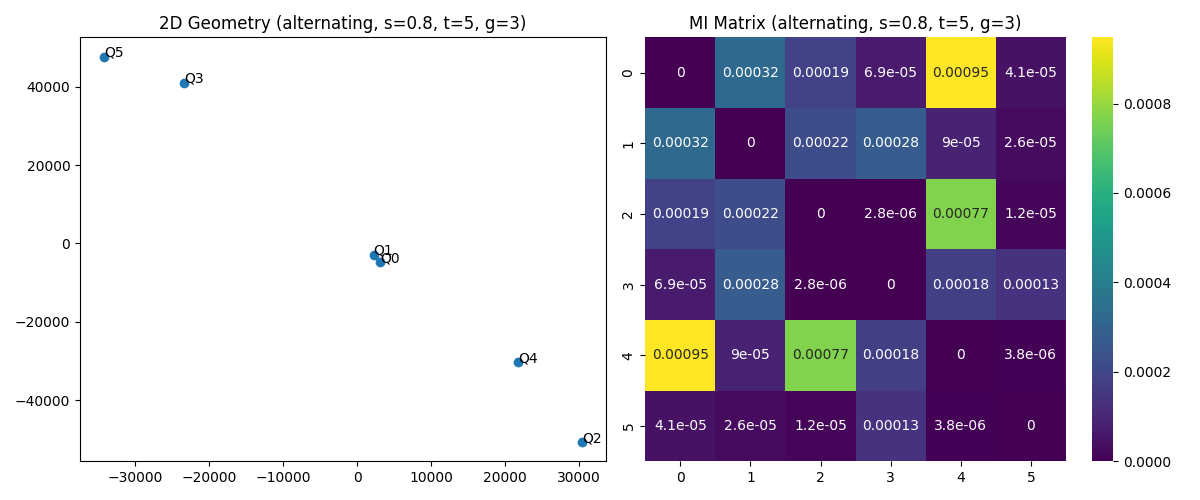 2D Geometry (alternating, s=0.8, t=5, g=3)
Q5
Q3
Q1
Q0
Q4
Q2
40000
20000
0
−20000
−40000
−30000 −20000 −10000 0 10000 20000 30000
MI Matrix (alternating, s=0.8, t=5, g=3)
0 0 0.00032 0.00019 6.9e-05 0.00095 4.1e-05
1 0.00032 0 0.00022 0.00028 9e-05 2.6e-05
2 0.00019 0.00022 0 2.8e-06 0.00077 1.2e-05
3 6.9e-05 0.00028 2.8e-06 0 0.00018 0.00013
4 0.00095 9e-05 0.00077 0.00018 0 3.8e-06
5 4.1e-05 2.6e-05 1.2e-05 0.00013 3.8e-06 0
0 1 2 3 4 5
0.0008
0.0006
0.0004
0.0002
0.0000